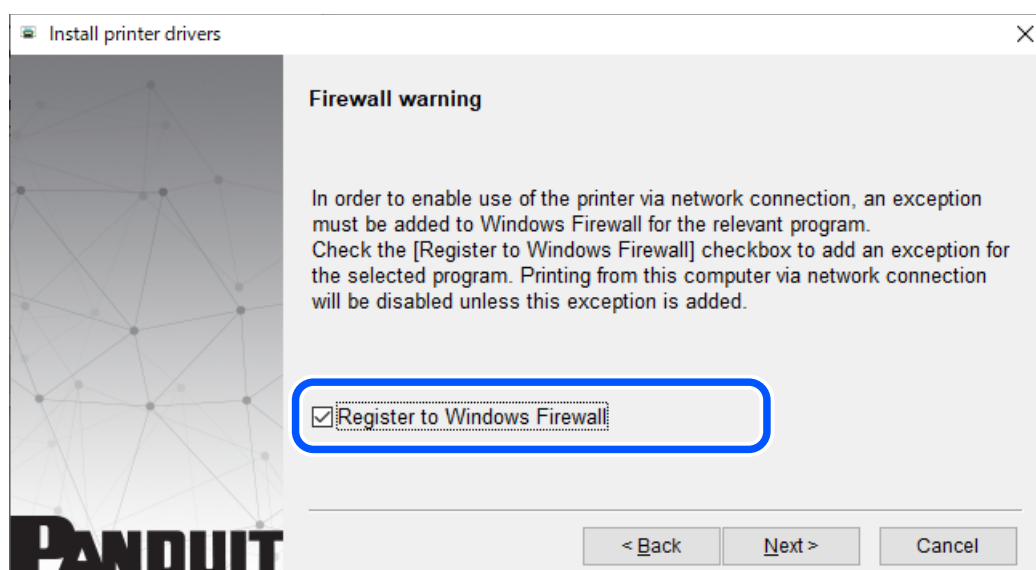 Install printer drivers
Firewall warning
In order to enable use of the printer via network connection, an exception
must be added to Windows Firewall for the relevant program.
Check the [Register to Windows Firewall] checkbox to add an exception for
the selected program. Printing from this computer via network connection
will be disabled unless this exception is added.
Register to Windows Firewall
PANDUIT
< Back Next > Cancel